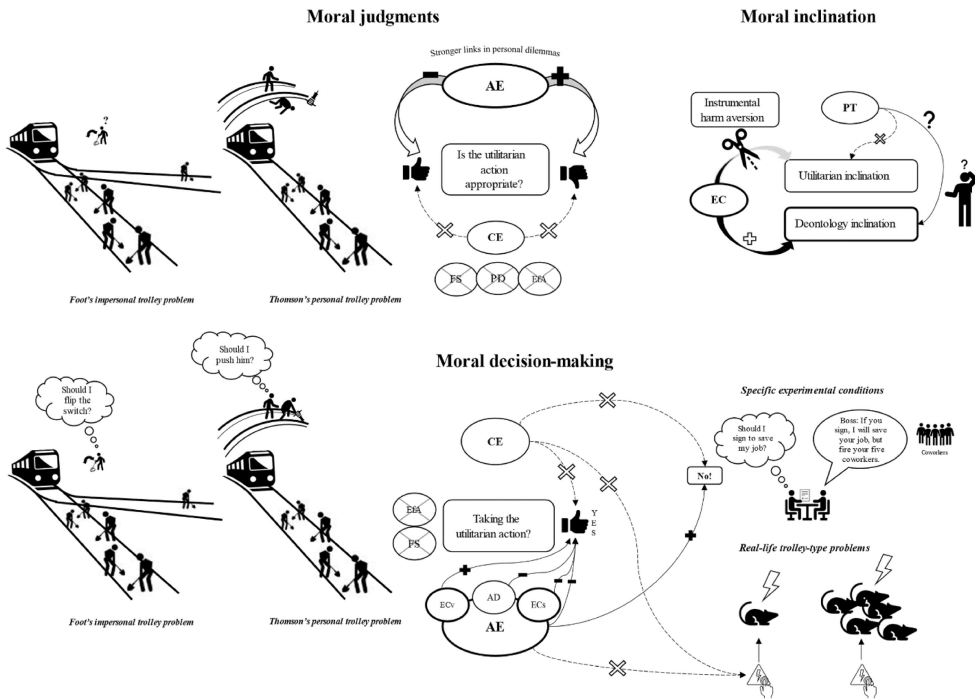 Moral judgments
Moral inclination
Stronger links in personal dilemmas
AE
?
Is the utilitarian
action
appropriate?
CE
FS
PD
EfA
Foot's impersonal trolley problem
Thomson's personal trolley problem
Instrumental
harm aversion
PT
?
?
EC
Utilitarian inclination
Deontology inclination
Moral decision-making
Should I
flip the
switch?
Should I
push him?
Foot's impersonal trolley problem
Thomson's personal trolley problem
CE
EfA
FS
Taking the
utilitarian action?
YES
No!
ECv
AD
ECs
AE
Specific experimental conditions
Should I
sign to save
my job?
Boss: If you
sign, I will save
your job, but
fire your five
coworkers.
Coworkers
Real-life trolley-type problems